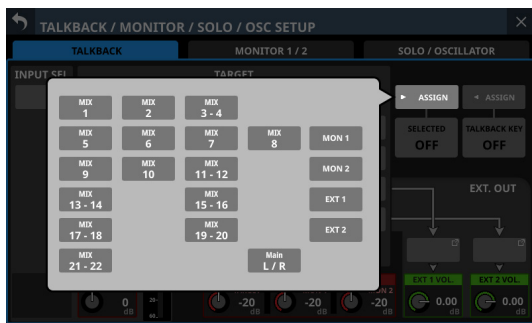 TALKBACK / MONITOR / SOLO / OSC SETUP
TALKBACK MONITOR 1 / 2 SOLO / OSCILLATOR
INPUT SEL TARGET
ASSIGN ASSIGN
MIX 1 MIX 2 MIX 3 - 4
SELECTED OFF TALKBACK KEY OFF
MIX 5 MIX 6 MIX 7 MIX 8 MON 1
MIX 9 MIX 10 MIX 11 - 12 MON 2
MIX 13 - 14 MIX 15 - 16 EXT 1
EXT. OUT
MIX 17 - 18 MIX 19 - 20 EXT 2
MIX 21 - 22 Main L / R
EXT 1 VOL. EXT 2 VOL.
0 dB 20- 60. -20 dB -20 dB -20 dB 0.00 dB 0.00 dB